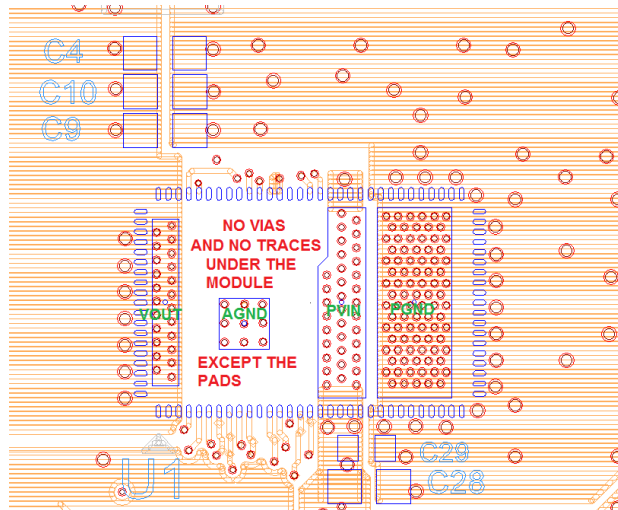 C4
C10
C9
NO VIAS
AND NO TRACES
UNDER THE
MODULE
VOUT
AGND
PVIN
PGND
EXCEPT THE
PADS
C29
U1
C28